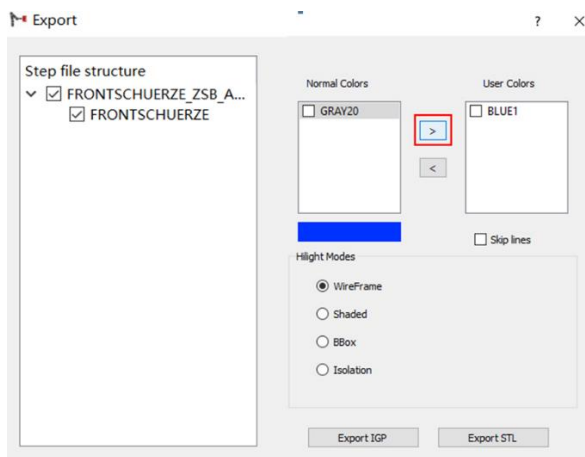 Export
?
×
Step file structure
FRONTSCHUERZE_ZSB_A...
FRONTSCHUERZE
Normal Colors
User Colors
GRAY20
BLUE1
>
<
Skip lines
Hilight Modes
WireFrame
Shaded
BBox
Isolation
Export IGP
Export STL